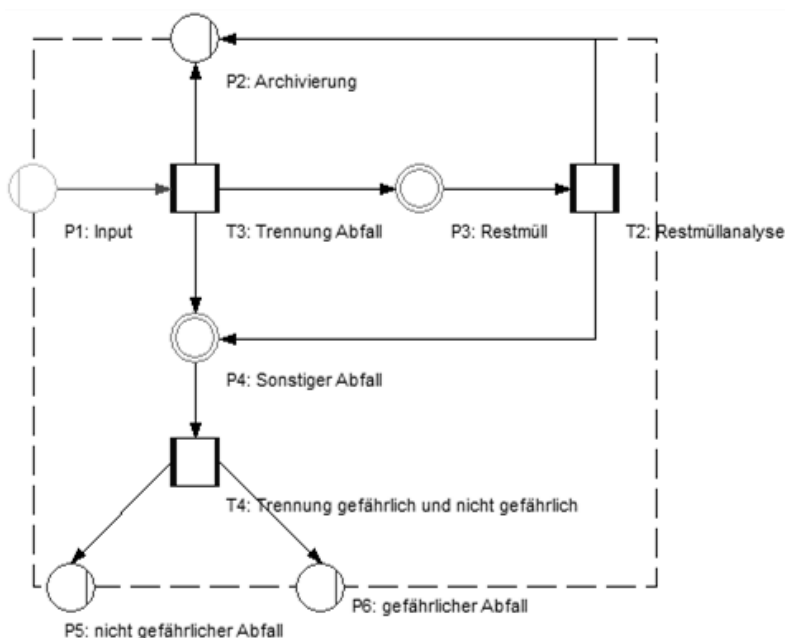 P2: Archivierung
P1: Input
T3: Trennung Abfall
P3: Restmüll
T2: Restmüllanalyse
P4: Sonstiger Abfall
T4: Trennung gefährlich und nicht gefährlich
P6: gefährlicher Abfall
P5: nicht gefährlicher Abfall